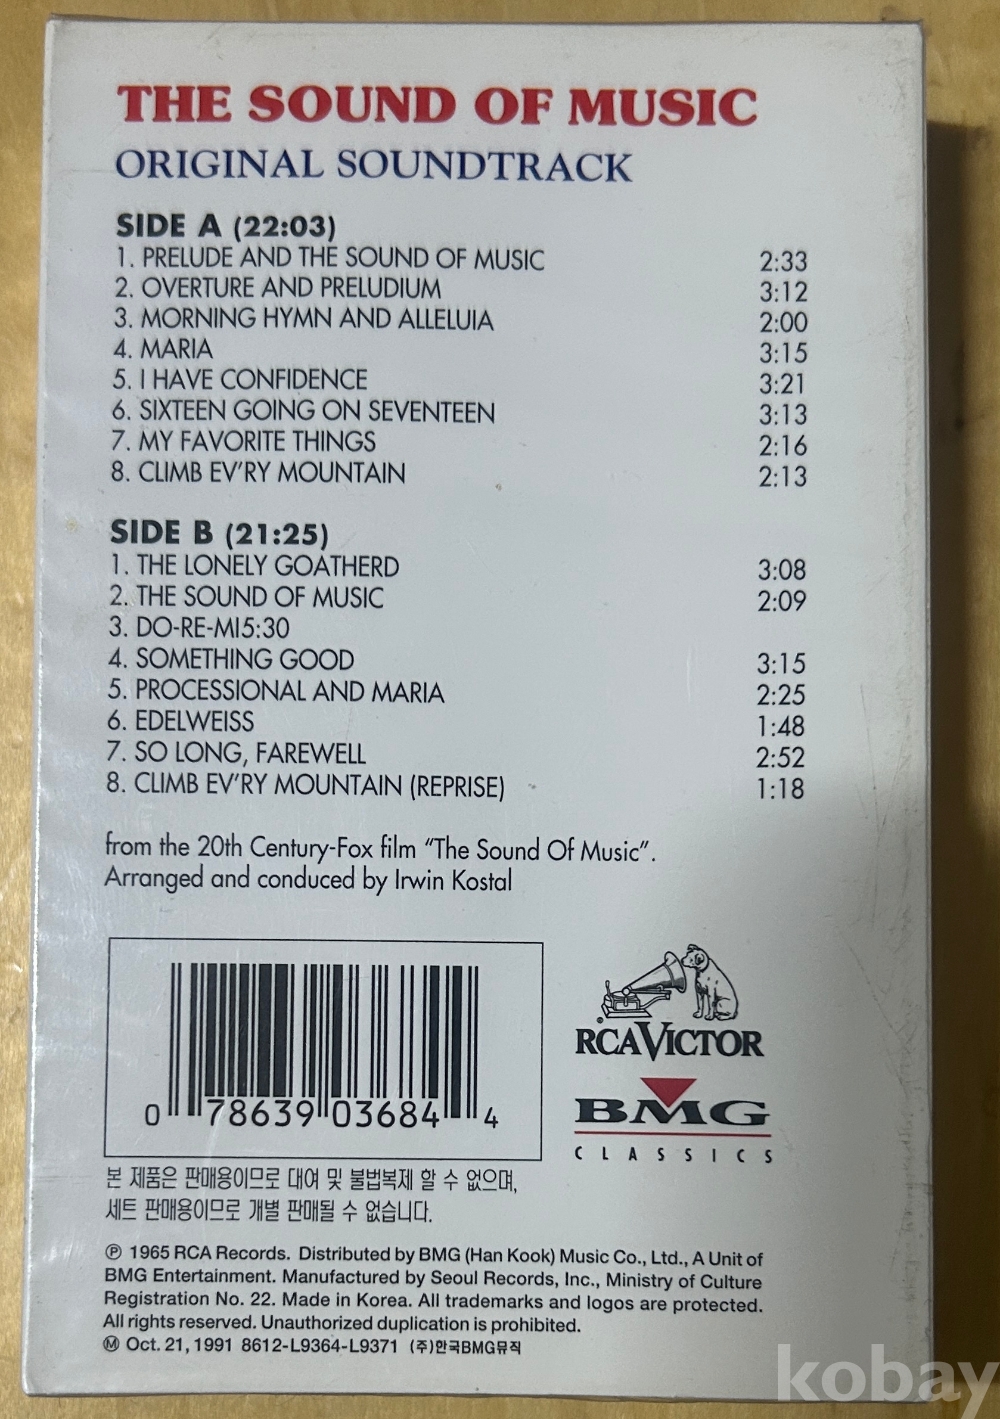 THE SOUND OF MUSIC
ORIGINAL SOUNDTRACK
SIDE A (22:03)
1. PRELUDE AND THE SOUND OF MUSIC 2:33
2. OVERTURE AND PRELUDIUM 3:12
3. MORNING HYMN AND ALLELUIA 2:00
4. MARIA 3:15
5. I HAVE CONFIDENCE 3:21
6. SIXTEEN GOING ON SEVENTEEN 3:13
7. MY FAVORITE THINGS 2:16
8. CLIMB EV'RY MOUNTAIN 2:13
SIDE B (21:25)
1. THE LONELY GOATHERD 3:08
2. THE SOUND OF MUSIC 2:09
3. DO-RE-MI5:30
4. SOMETHING GOOD 3:15
5. PROCESSIONAL AND MARIA 2:25
6. EDELWEISS 1:48
7. SO LONG, FAREWELL 2:52
8. CLIMB EV'RY MOUNTAIN (REPRISE) 1:18
from the 20th Century-Fox film "The Sound Of Music".
Arranged and conduced by Irwin Kostal
0 78639 03684 4
®
RCA VICTOR
BMG
CLASSICS
본 제품은 판매용이므로 대여 및 불법복제 할 수 없으며,
세트 판매용이므로 개별 판매될 수 없습니다.
Ⓟ 1965 RCA Records. Distributed by BMG (Han Kook) Music Co., Ltd., A Unit of
BMG Entertainment. Manufactured by Seoul Records, Inc., Ministry of Culture
Registration No. 22. Made in Korea. All trademarks and logos are protected.
All rights reserved. Unauthorized duplication is prohibited.
Ⓜ Oct. 21, 1991 8612-L9364-L9371 (주)한국BMG뮤직
kobay